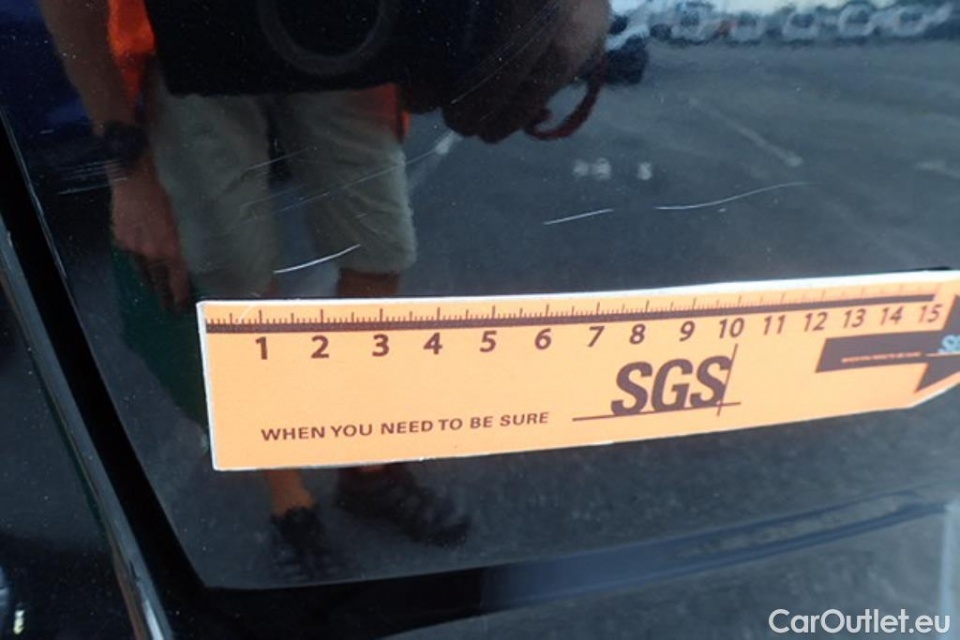 1 2 3 4 5 6 7 8 9 10 11 12 13 14 15
SGS
WHEN YOU NEED TO BE SURE
CarOutlet.eu